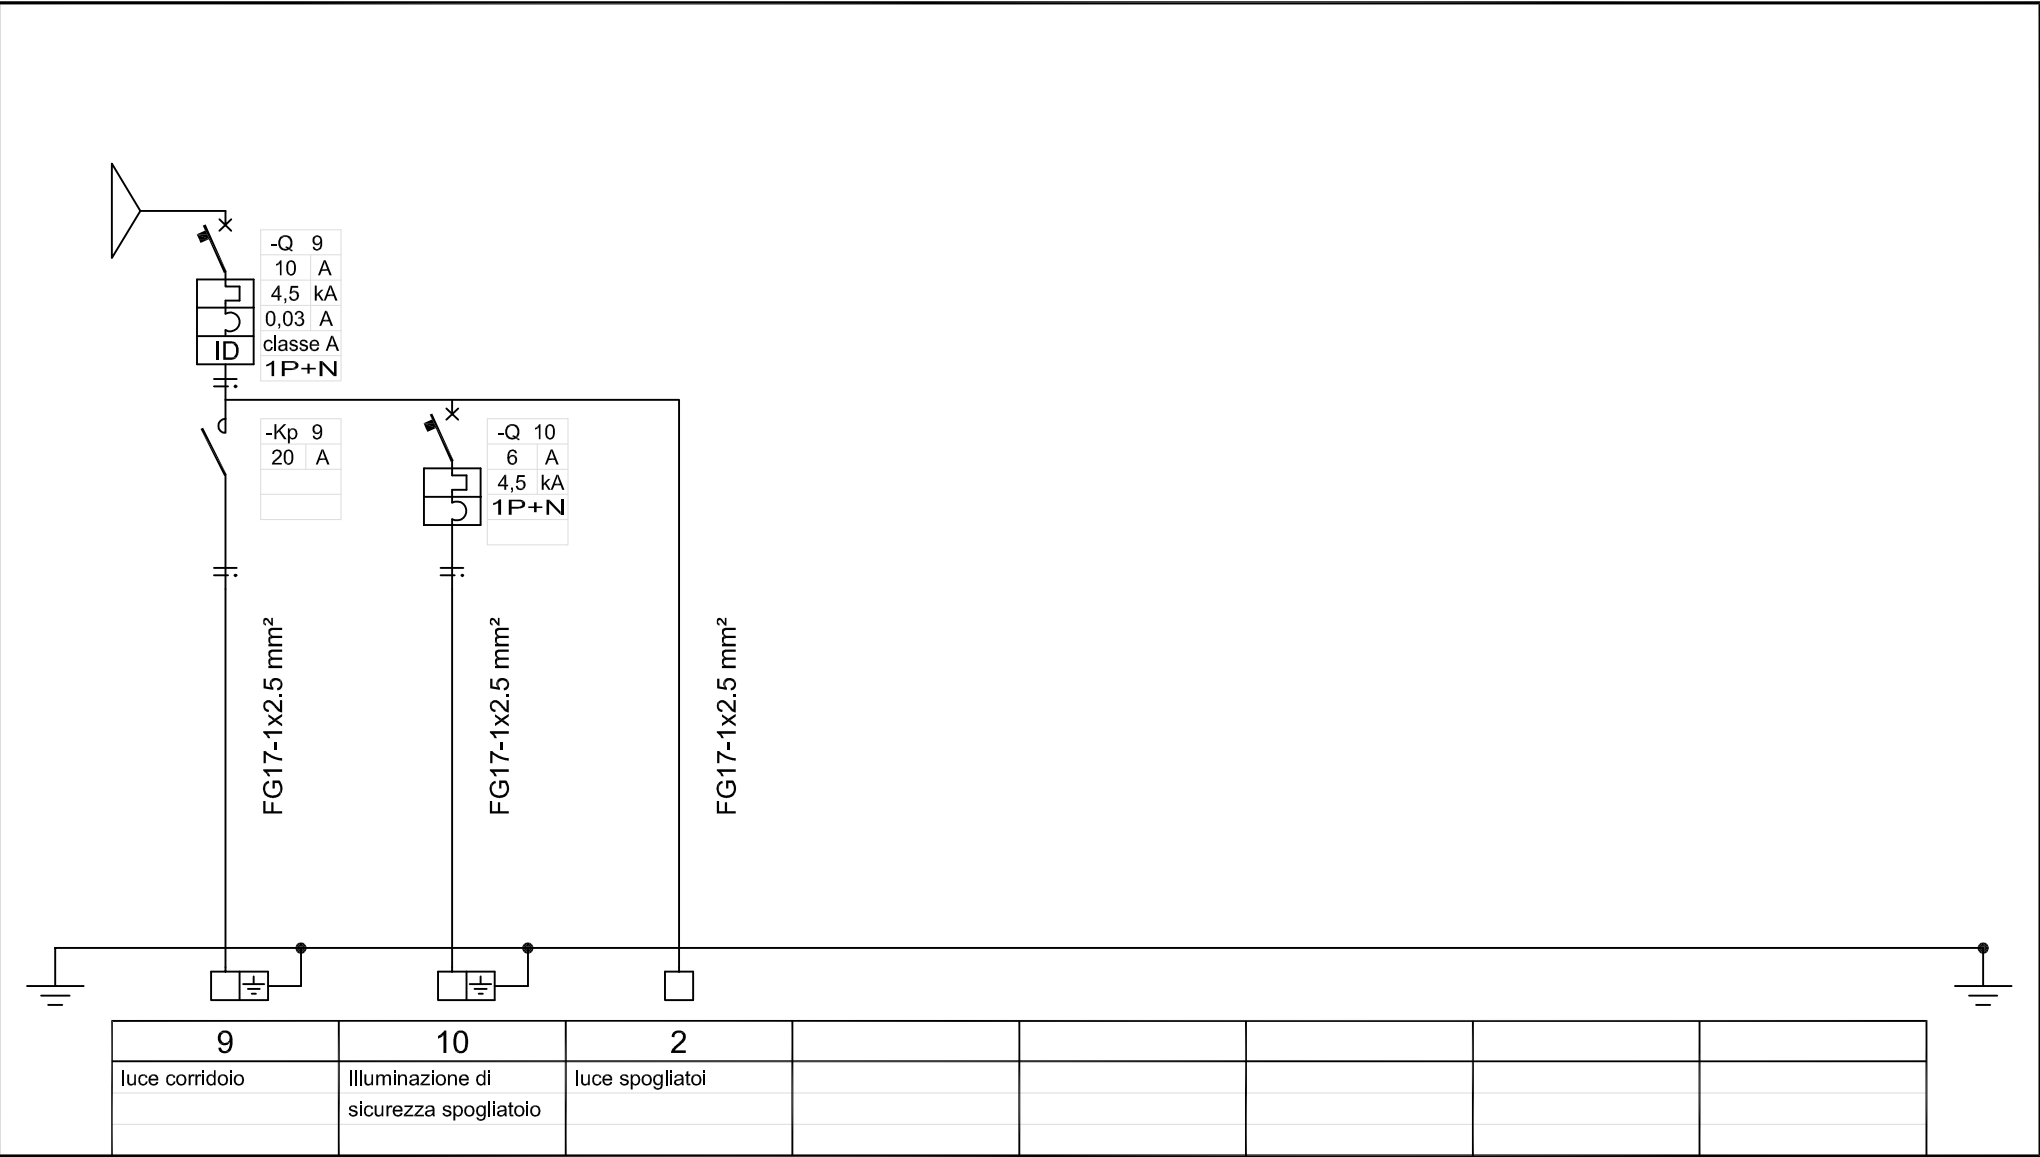 -Q 9
10 A
4,5 kA
0,03 A
classe A
1P+N
ID
-Kp 9
20 A
-Q 10
6 A
4,5 kA
1P+N
FG17-1x2.5 mm²
FG17-1x2.5 mm²
FG17-1x2.5 mm²
9 10 2
luce corridoio
Illuminazione di
sicurezza spogliatoio
luce spogliatoi